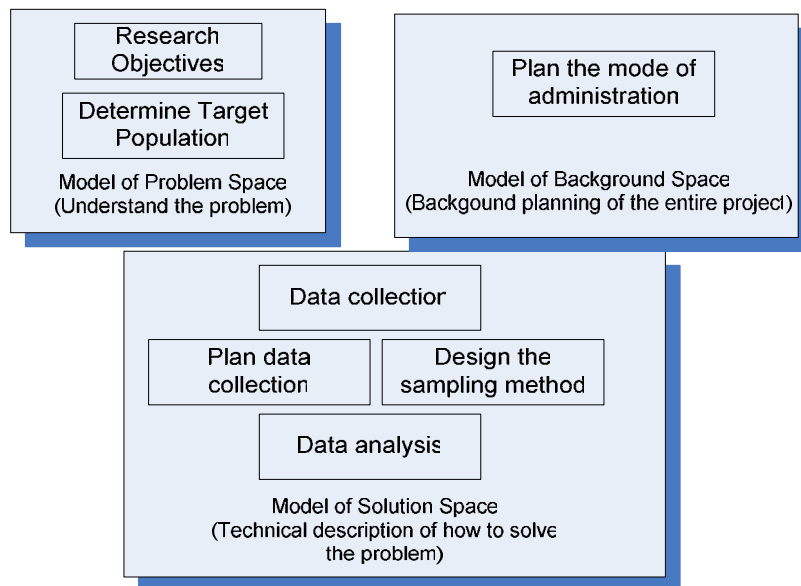 Research
Objectives
Determine Target
Population
Model of Problem Space
(Understand the problem)
Plan the mode of
administration
Model of Background Space
(Backgound planning of the entire project)
Data collection
Plan data
collection
Design the
sampling method
Data analysis
Model of Solution Space
(Technical description of how to solve
the problem)